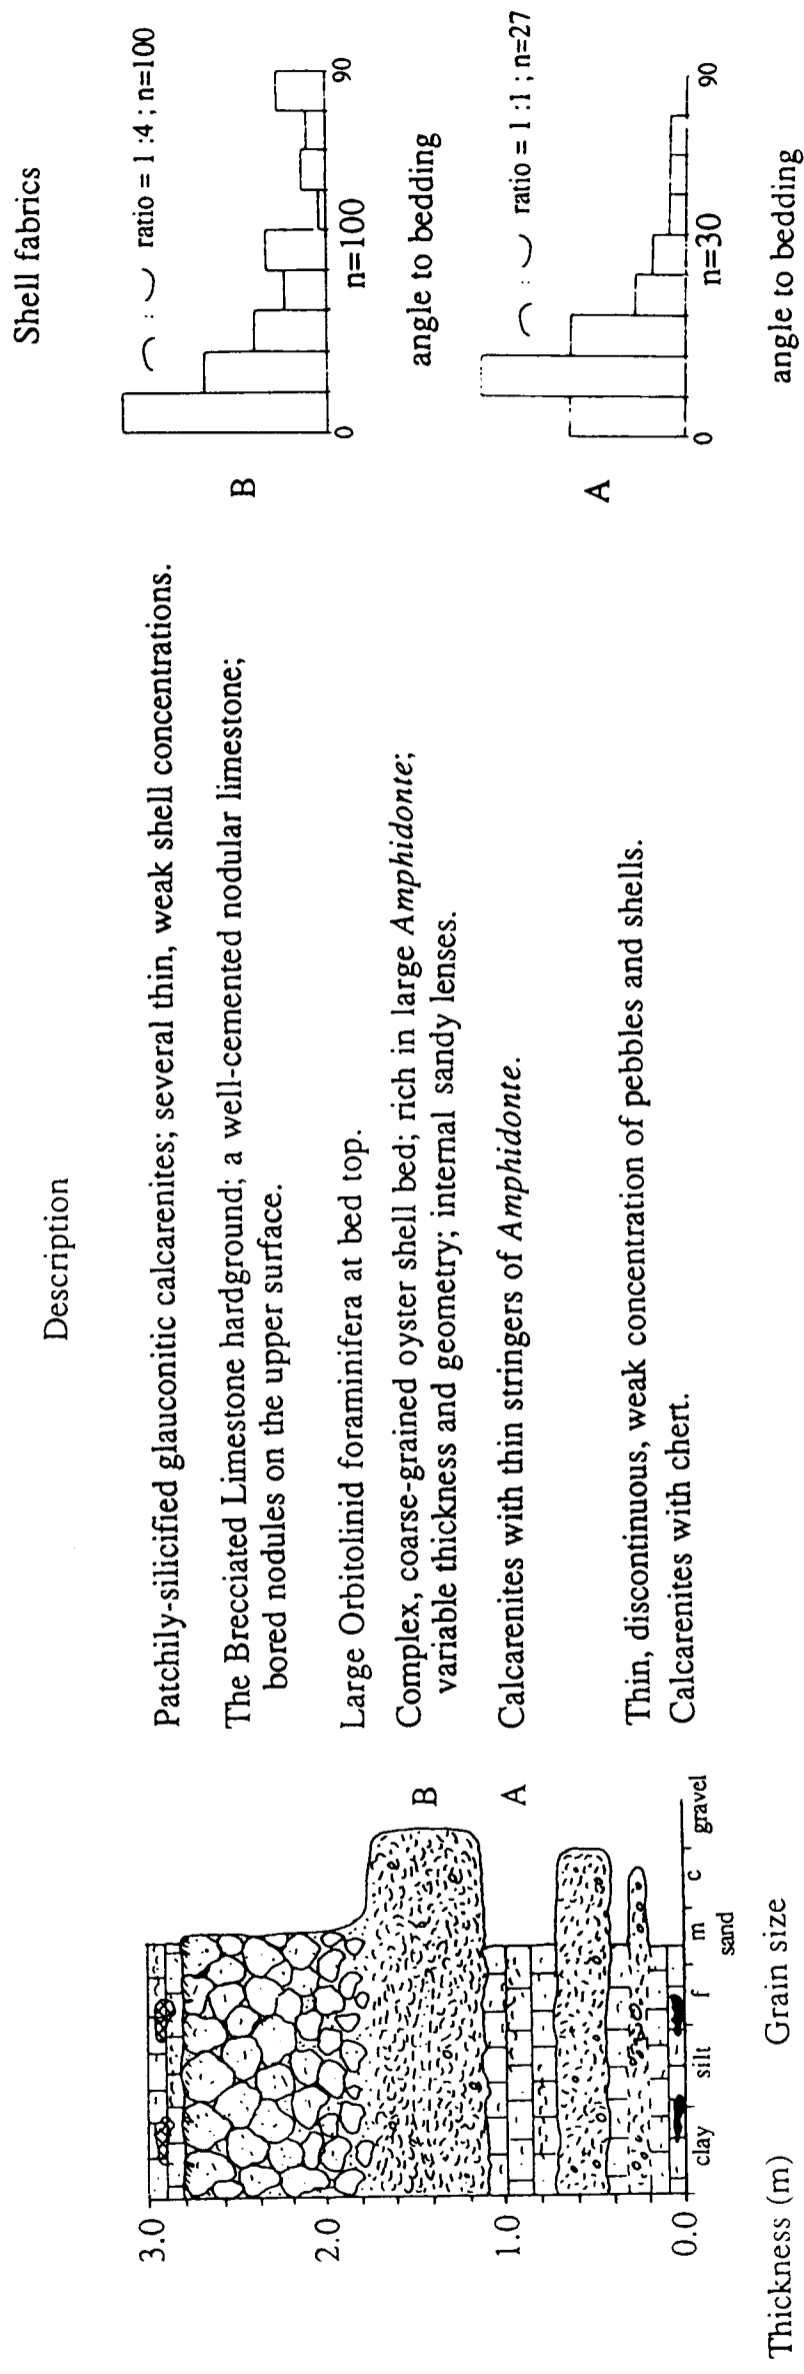 Description
Shell fabrics
Patchily-silicified glauconitic calcarenites; several thin, weak shell concentrations.
The Brecciated Limestone hardground; a well-cemented nodular limestone;
bored nodules on the upper surface.
Large Orbitolinid foraminifera at bed top.
Complex, coarse-grained oyster shell bed; rich in large Amphidonte;
variable thickness and geometry; internal sandy lenses.
Calcarenites with thin stringers of Amphidonte.
Thin, discontinuous, weak concentration of pebbles and shells.
Calcarenites with chert.
3.0
2.0
1.0
0.0
Thickness (m)
B
A
clay silt f m c gravel
sand
Grain size
B
: ratio = 1 :4 ; n=100
0 90
n=100
angle to bedding
A
: ratio = 1 :1 ; n=27
0 90
n=30
angle to bedding